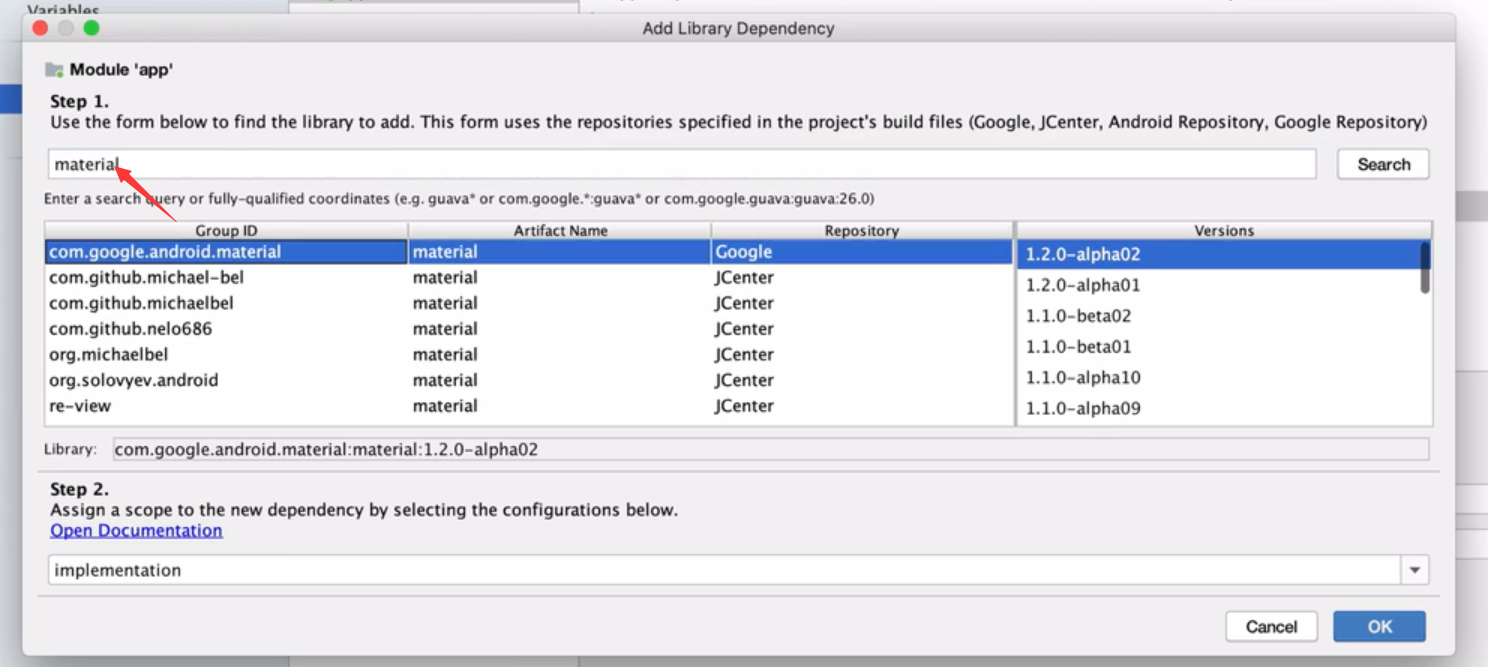 Variables
Add Library Dependency
Module 'app'
Step 1.
Use the form below to find the library to add. This form uses the repositories specified in the project's build files (Google, JCenter, Android Repository, Google Repository)
material
Search
Enter a search query or fully-qualified coordinates (e.g. guava* or com.google.*:guava* or com.google.guava:guava:26.0)
Group ID Artifact Name Repository Versions
com.google.android.material material Google 1.2.0-alpha02
com.github.michael-bel material JCenter 1.2.0-alpha01
com.github.michaelbel material JCenter 1.1.0-beta02
com.github.nelo686 material JCenter 1.1.0-beta01
org.michaelbel material JCenter 1.1.0-alpha10
org.solovyev.android material JCenter 1.1.0-alpha09
re-view material JCenter
Library: com.google.android.material:material:1.2.0-alpha02
Step 2.
Assign a scope to the new dependency by selecting the configurations below.
Open Documentation
implementation
Cancel OK